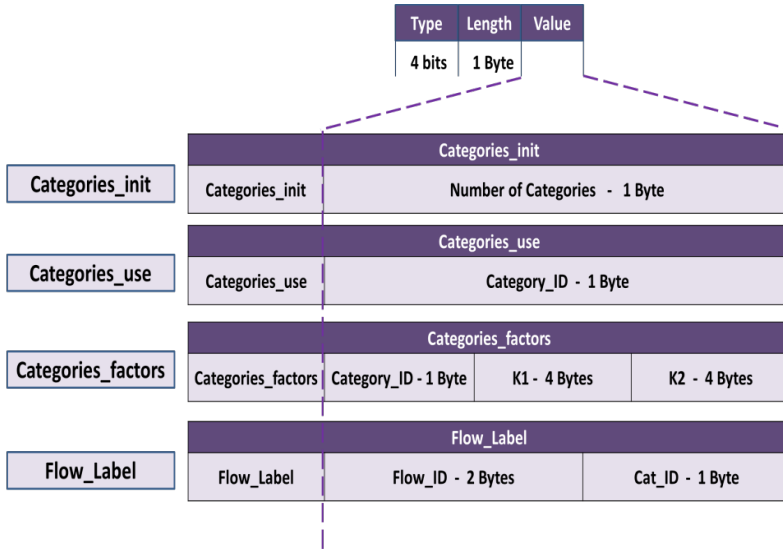 Type Length Value
4 bits 1 Byte
Categories_init
Categories_init Categories_init Number of Categories - 1 Byte
Categories_use
Categories_use Categories_use Category_ID - 1 Byte
Categories_factors
Categories_factors Categories_factors Category_ID - 1 Byte K1 - 4 Bytes K2 - 4 Bytes
Flow_Label
Flow_Label Flow_Label Flow_ID - 2 Bytes Cat_ID - 1 Byte